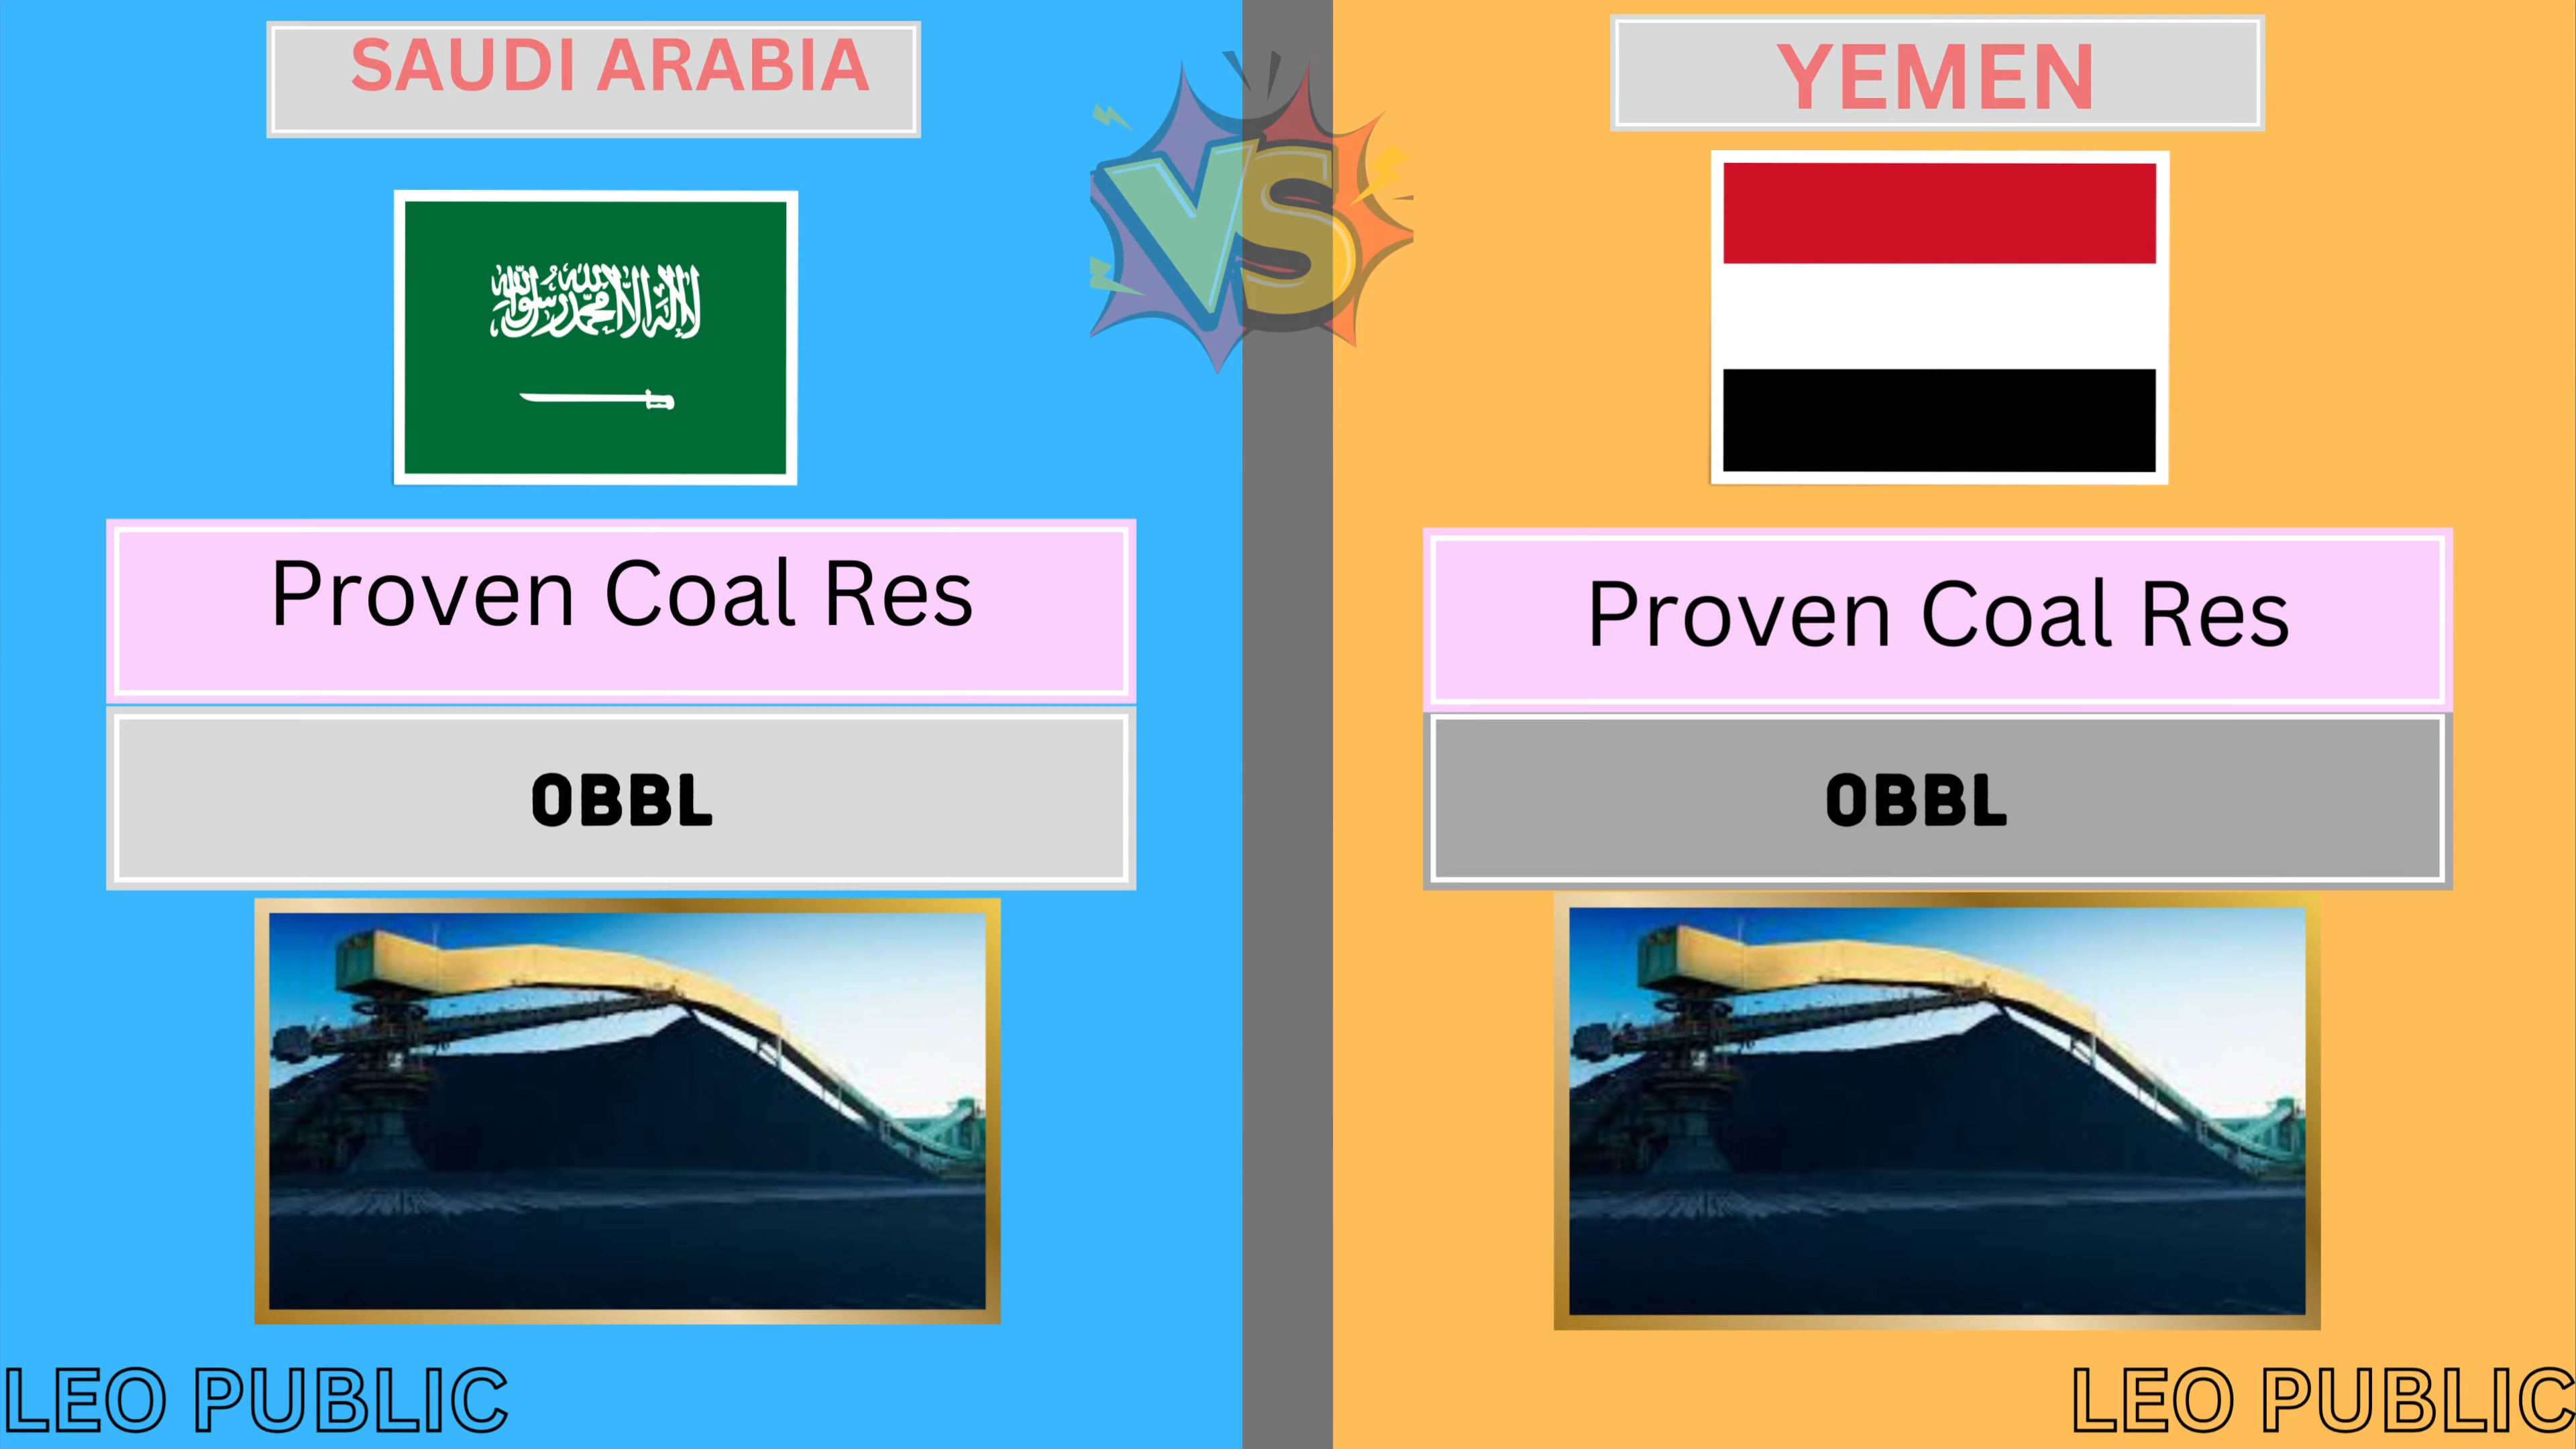 SAUDI ARABIA
لا إله إلا الله محمد رسول الله
Proven Coal Res
0BBL
LEO PUBLIC
VS
YEMEN
Proven Coal Res
0BBL
LEO PUBLIC